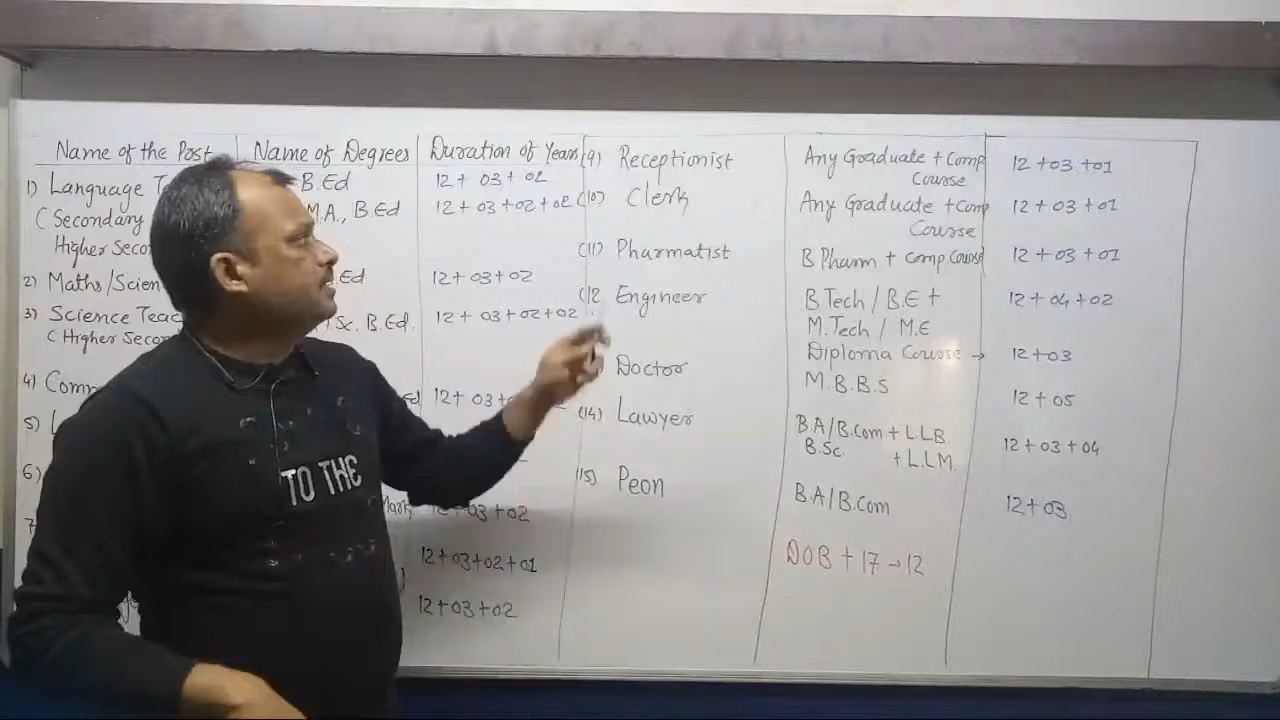 Name of the Post Name of Degrees Duration of Years
1) Language B.Ed 12 + 03 + 02
(Secondary M.A., B.Ed 12 + 03 + 02 + 02
Higher
2) Maths/ .Ed 12 + 03 + 02
3) Science Sc. B.Ed. 12 + 03 + 02 + 02
(Higher
4) Ed 12 + 03 +
5)
6)
7 12 + 03 + 02
12 + 03 + 02 + 01
12 + 03 + 02
(9) Receptionist Any Graduate + Comp 12 + 03 + 01
Course
(10) Clerk Any Graduate + Comp 12 + 03 + 01
Course
(11) Pharmatist B Pharm + Comp Course 12 + 03 + 01
(12 Engineer B Tech / B.E + 12 + 04 + 02
M.Tech / M.E
Diploma Course → 12 + 03
Doctor M.B.B.S 12 + 05
(14) Lawyer B.A/B.Com + L.L.B. 12 + 03 + 04
B.Sc. + L.LM.
(15) Peon B.A/B.Com 12 + 03
DOB + 17 → 12
TO THE